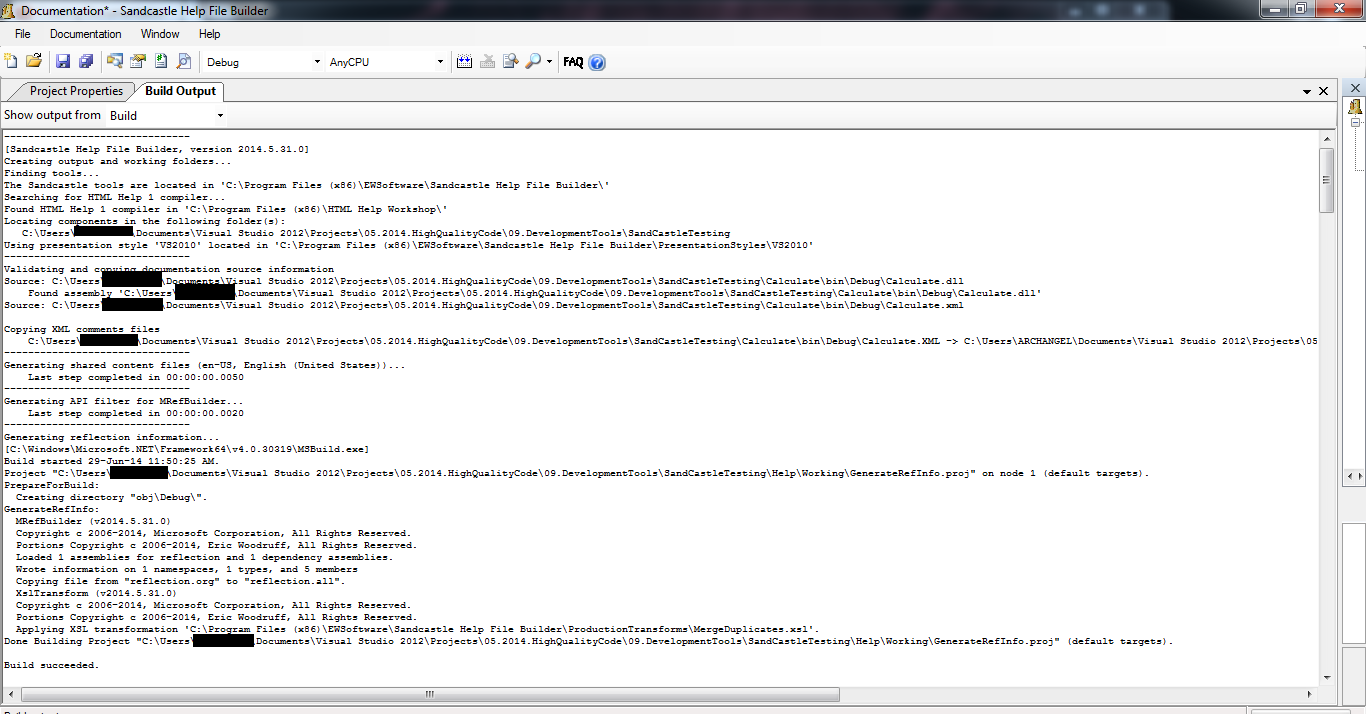 Documentation* - Sandcastle Help File Builder
File Documentation Window Help
Debug AnyCPU FAQ
Project Properties Build Output
Show output from Build
-------------------------------
[Sandcastle Help File Builder, version 2014.5.31.0]
Creating output and working folders...
Finding tools...
The Sandcastle tools are located in 'C:\Program Files (x86)\EWSoftware\Sandcastle Help File Builder\'
Searching for HTML Help 1 compiler...
Found HTML Help 1 compiler in 'C:\Program Files (x86)\HTML Help Workshop\'
Locating components in the following folder(s):
C:\Users\ Documents\Visual Studio 2012\Projects\05.2014.HighQualityCode\09.DevelopmentTools\SandCastleTesting
Using presentation style 'VS2010' located in 'C:\Program Files (x86)\EWSoftware\Sandcastle Help File Builder\PresentationStyles\VS2010'
-------------------------------
Validating and copying documentation source information
Source: C:\Users\ \Documents\Visual Studio 2012\Projects\05.2014.HighQualityCode\09.DevelopmentTools\SandCastleTesting\Calculate\bin\Debug\Calculate.dll
Found assembly 'C:\Users\ \Documents\Visual Studio 2012\Projects\05.2014.HighQualityCode\09.DevelopmentTools\SandCastleTesting\Calculate\bin\Debug\Calculate.dll'
Source: C:\Users\ \Documents\Visual Studio 2012\Projects\05.2014.HighQualityCode\09.DevelopmentTools\SandCastleTesting\Calculate\bin\Debug\Calculate.xml
Copying XML comments files
C:\Users\ \Documents\Visual Studio 2012\Projects\05.2014.HighQualityCode\09.DevelopmentTools\SandCastleTesting\Calculate\bin\Debug\Calculate.XML -> C:\Users\ARCHANGEL\Documents\Visual Studio 2012\Projects\05
-------------------------------
Generating shared content files (en-US, English (United States))...
Last step completed in 00:00:00.0050
-------------------------------
Generating API filter for MRefBuilder...
Last step completed in 00:00:00.0020
-------------------------------
Generating reflection information...
[C:\Windows\Microsoft.NET\Framework64\v4.0.30319\MSBuild.exe]
Build started 29-Jun-14 11:50:25 AM.
Project "C:\Users\ \Documents\Visual Studio 2012\Projects\05.2014.HighQualityCode\09.DevelopmentTools\SandCastleTesting\Help\Working\GenerateRefInfo.proj" on node 1 (default targets).
PrepareForBuild:
Creating directory "obj\Debug\".
GenerateRefInfo:
MRefBuilder (v2014.5.31.0)
Copyright c 2006-2014, Microsoft Corporation, All Rights Reserved.
Portions Copyright c 2006-2014, Eric Woodruff, All Rights Reserved.
Loaded 1 assemblies for reflection and 1 dependency assemblies.
Wrote information on 1 namespaces, 1 types, and 5 members
Copying file from "reflection.org" to "reflection.all".
XslTransform (v2014.5.31.0)
Copyright c 2006-2014, Microsoft Corporation, All Rights Reserved.
Portions Copyright c 2006-2014, Eric Woodruff, All Rights Reserved.
Applying XSL transformation 'C:\Program Files (x86)\EWSoftware\Sandcastle Help File Builder\ProductionTransforms\MergeDuplicates.xsl'.
Done Building Project "C:\Users\ Documents\Visual Studio 2012\Projects\05.2014.HighQualityCode\09.DevelopmentTools\SandCastleTesting\Help\Working\GenerateRefInfo.proj" (default targets).
Build succeeded.